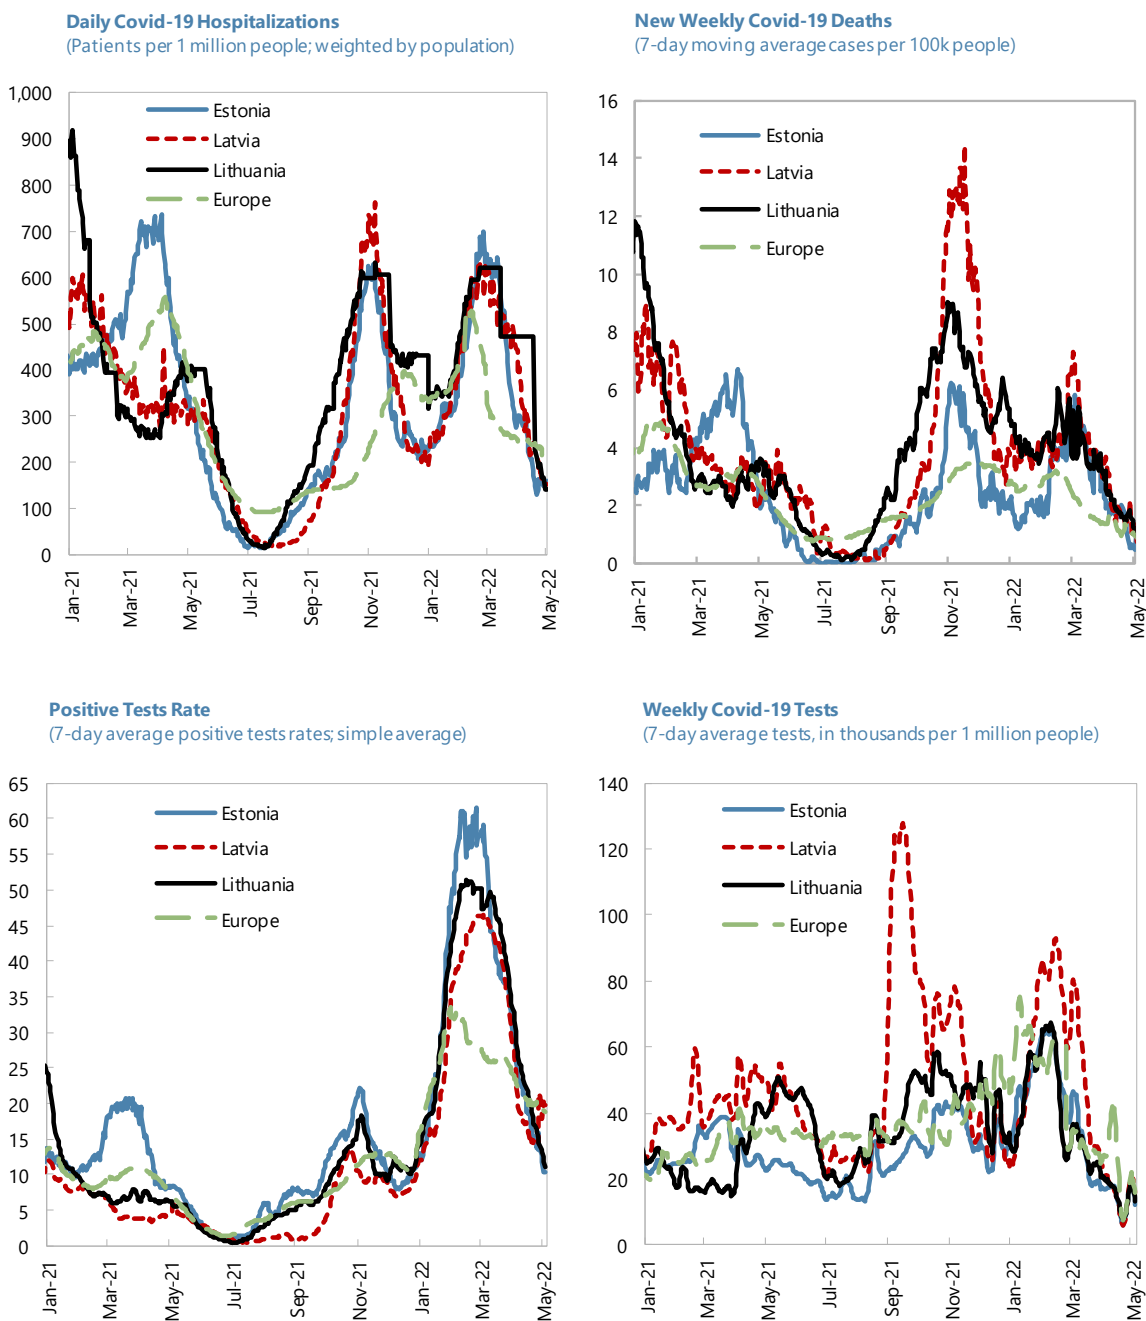 Daily Covid-19 Hospitalizations
(Patients per 1 million people; weighted by population)
1,000
900
800
700
600
500
400
300
200
100
0
Estonia
Latvia
Lithuania
Europe
Jan-21
Mar-21
May-21
Jul-21
Sep-21
Nov-21
Jan-22
Mar-22
May-22
New Weekly Covid-19 Deaths
(7-day moving average cases per 100k people)
16
14
12
10
8
6
4
2
0
Estonia
Latvia
Lithuania
Europe
Jan-21
Mar-21
May-21
Jul-21
Sep-21
Nov-21
Jan-22
Mar-22
May-22
Positive Tests Rate
(7-day average positive tests rates; simple average)
65
60
55
50
45
40
35
30
25
20
15
10
5
0
Estonia
Latvia
Lithuania
Europe
Jan-21
Mar-21
May-21
Jul-21
Sep-21
Nov-21
Jan-22
Mar-22
May-22
Weekly Covid-19 Tests
(7-day average tests, in thousands per 1 million people)
140
120
100
80
60
40
20
0
Estonia
Latvia
Lithuania
Europe
Jan-21
Mar-21
May-21
Jul-21
Sep-21
Nov-21
Jan-22
Mar-22
May-22